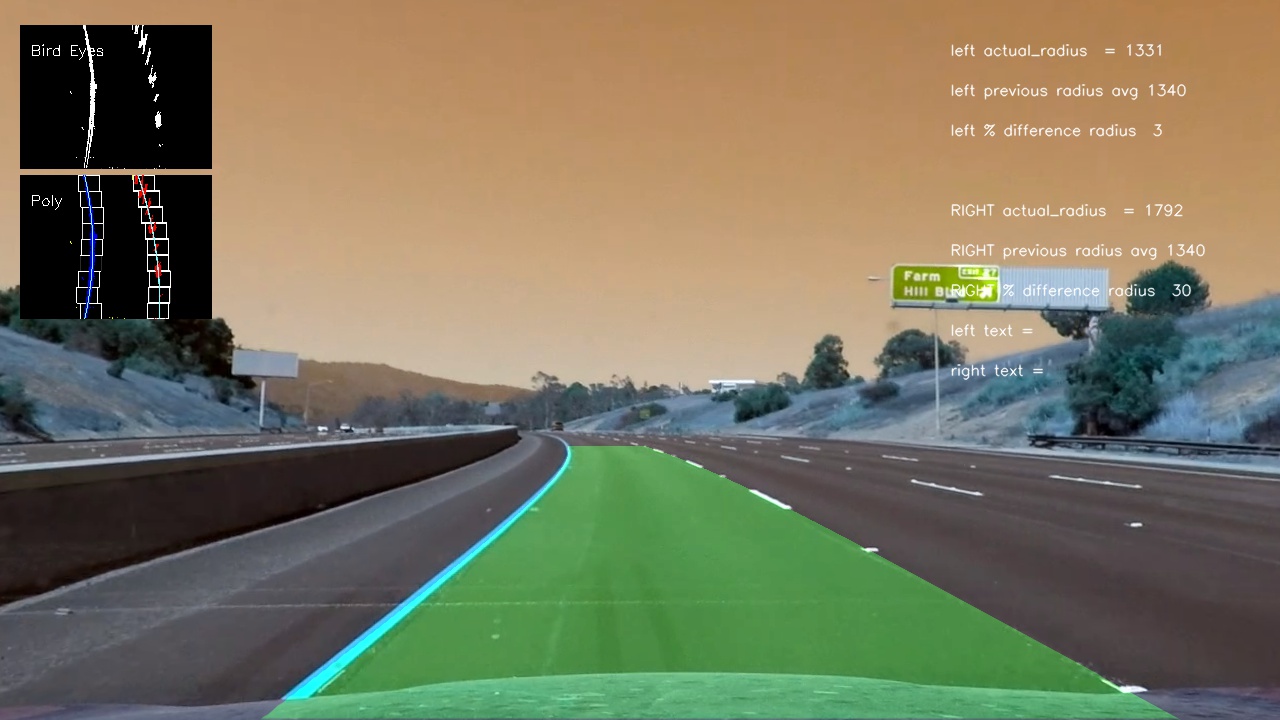 Bird Eyes
Poly
left actual_radius = 1331
left previous radius avg 1340
left % difference radius 3
RIGHT actual_radius = 1792
RIGHT previous radius avg 1340
Farm
Hill
RIGHT % difference radius 30
left text =
right text =